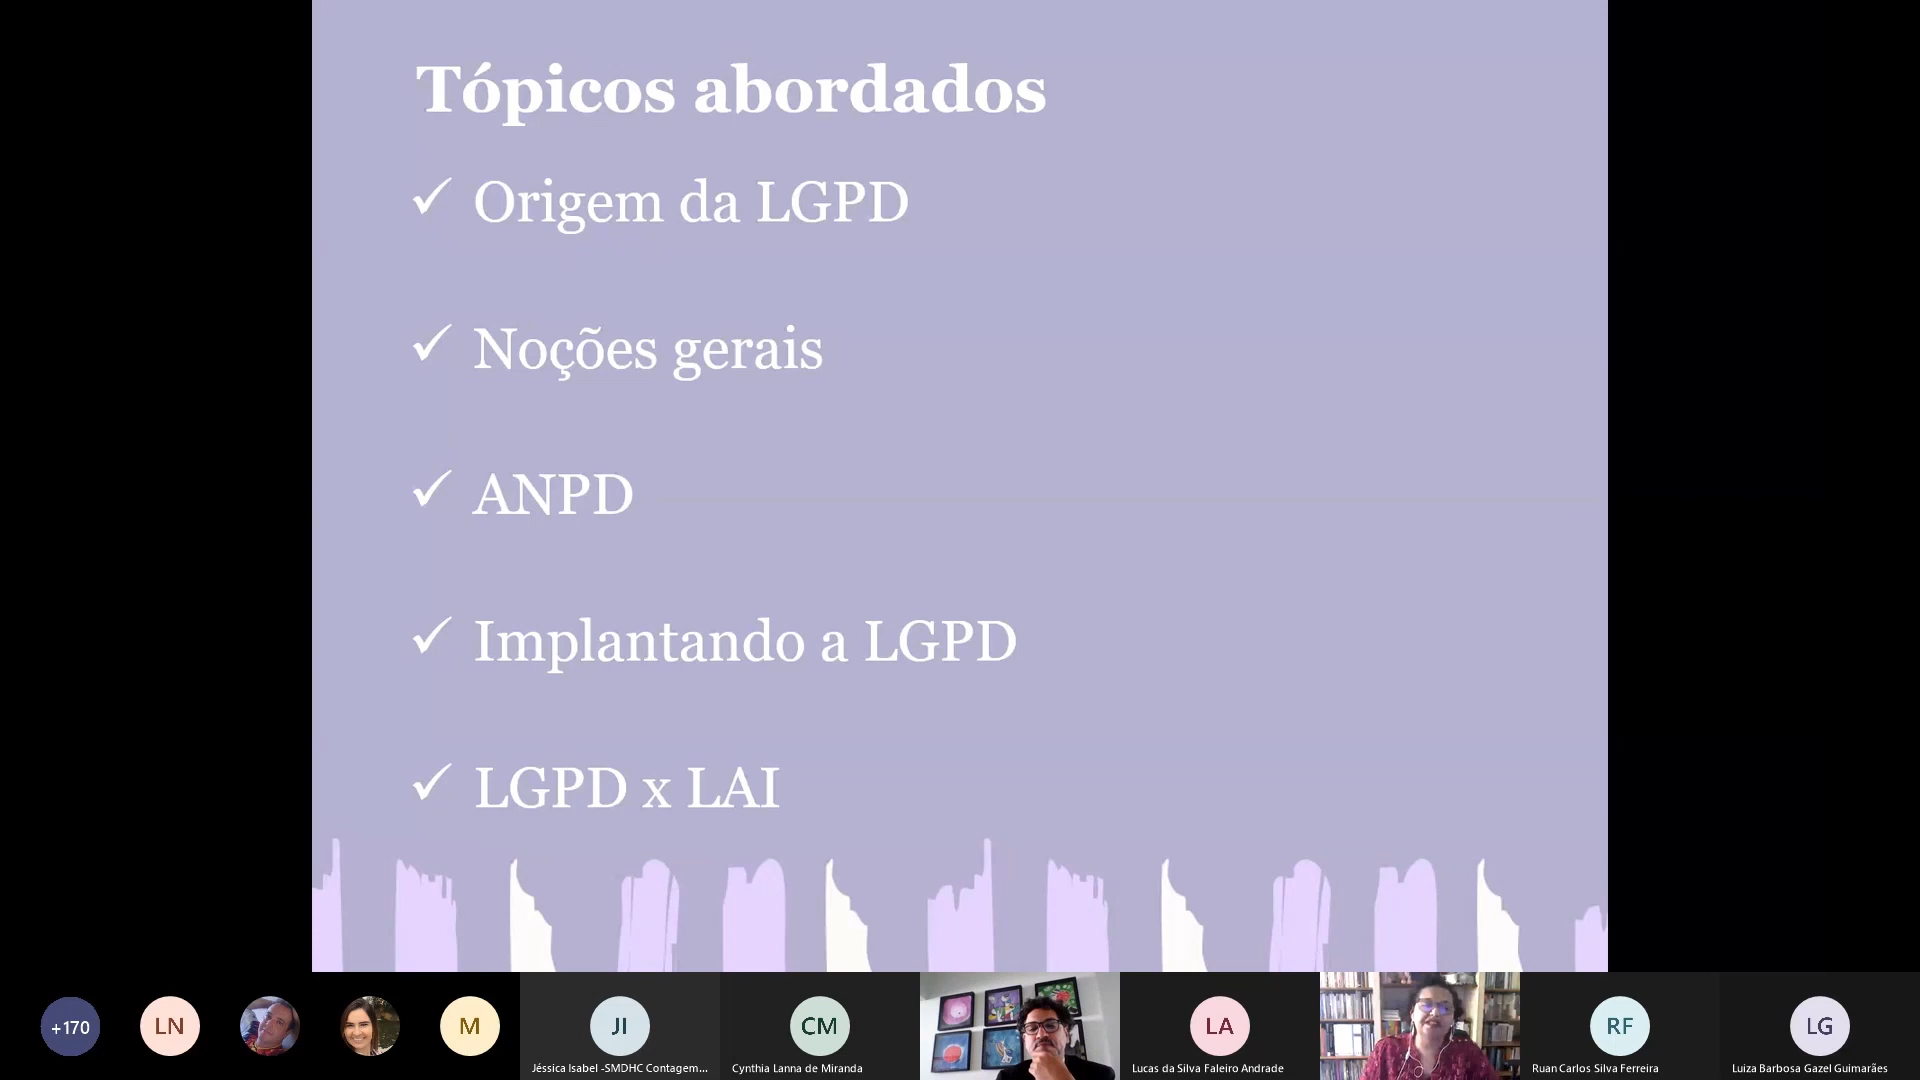 Tópicos abordados
✓ Origem da LGPD
✓ Noções gerais
✓ ANPD
✓ Implantando a LGPD
✓ LGPD x LAI
+170
LN
M
JI
CM
LA
RF
LG
Jéssica Isabel -SMDHC Contagem...
Cynthia Lanna de Miranda
Lucas da Silva Faleiro Andrade
Ruan Carlos Silva Ferreira
Luiza Barbosa Gazel Guimarães